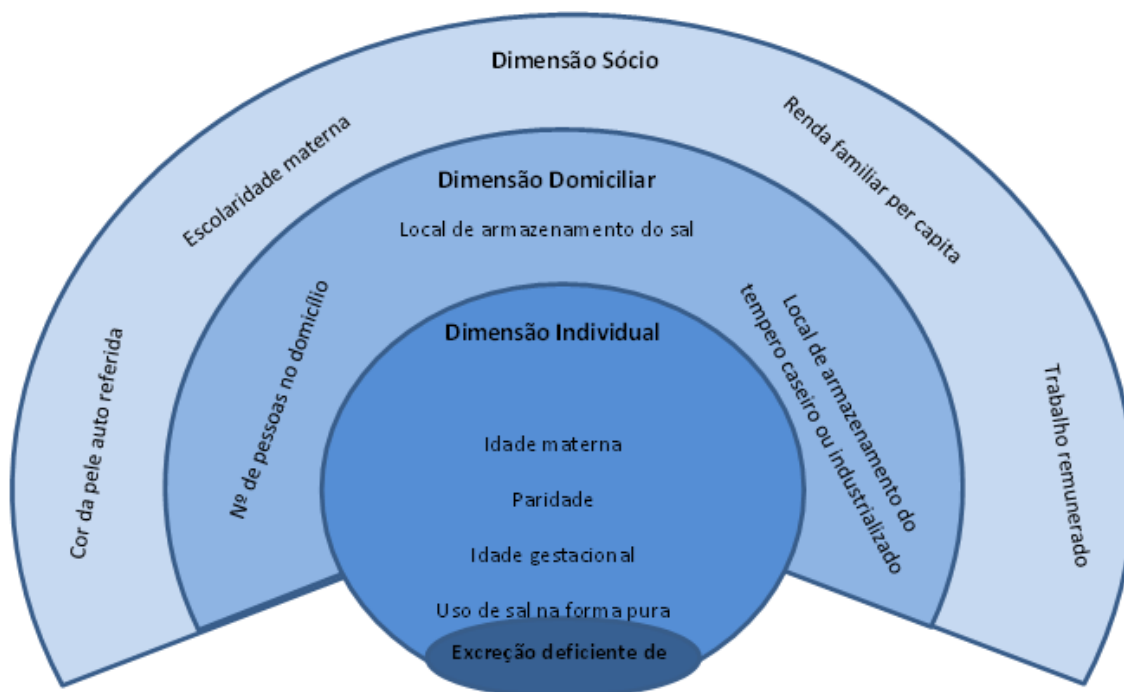 Dimensão Sócio
Escolaridade materna
Renda familiar per capita
Cor da pele auto referida
Trabalho remunerado
Dimensão Domiciliar
Local de armazenamento do sal
Nº de pessoas no domicílio
Local de armazenamento do
tempero caseiro ou industrializado
Dimensão Individual
Idade materna
Paridade
Idade gestacional
Uso de sal na forma pura
Excreção deficiente de